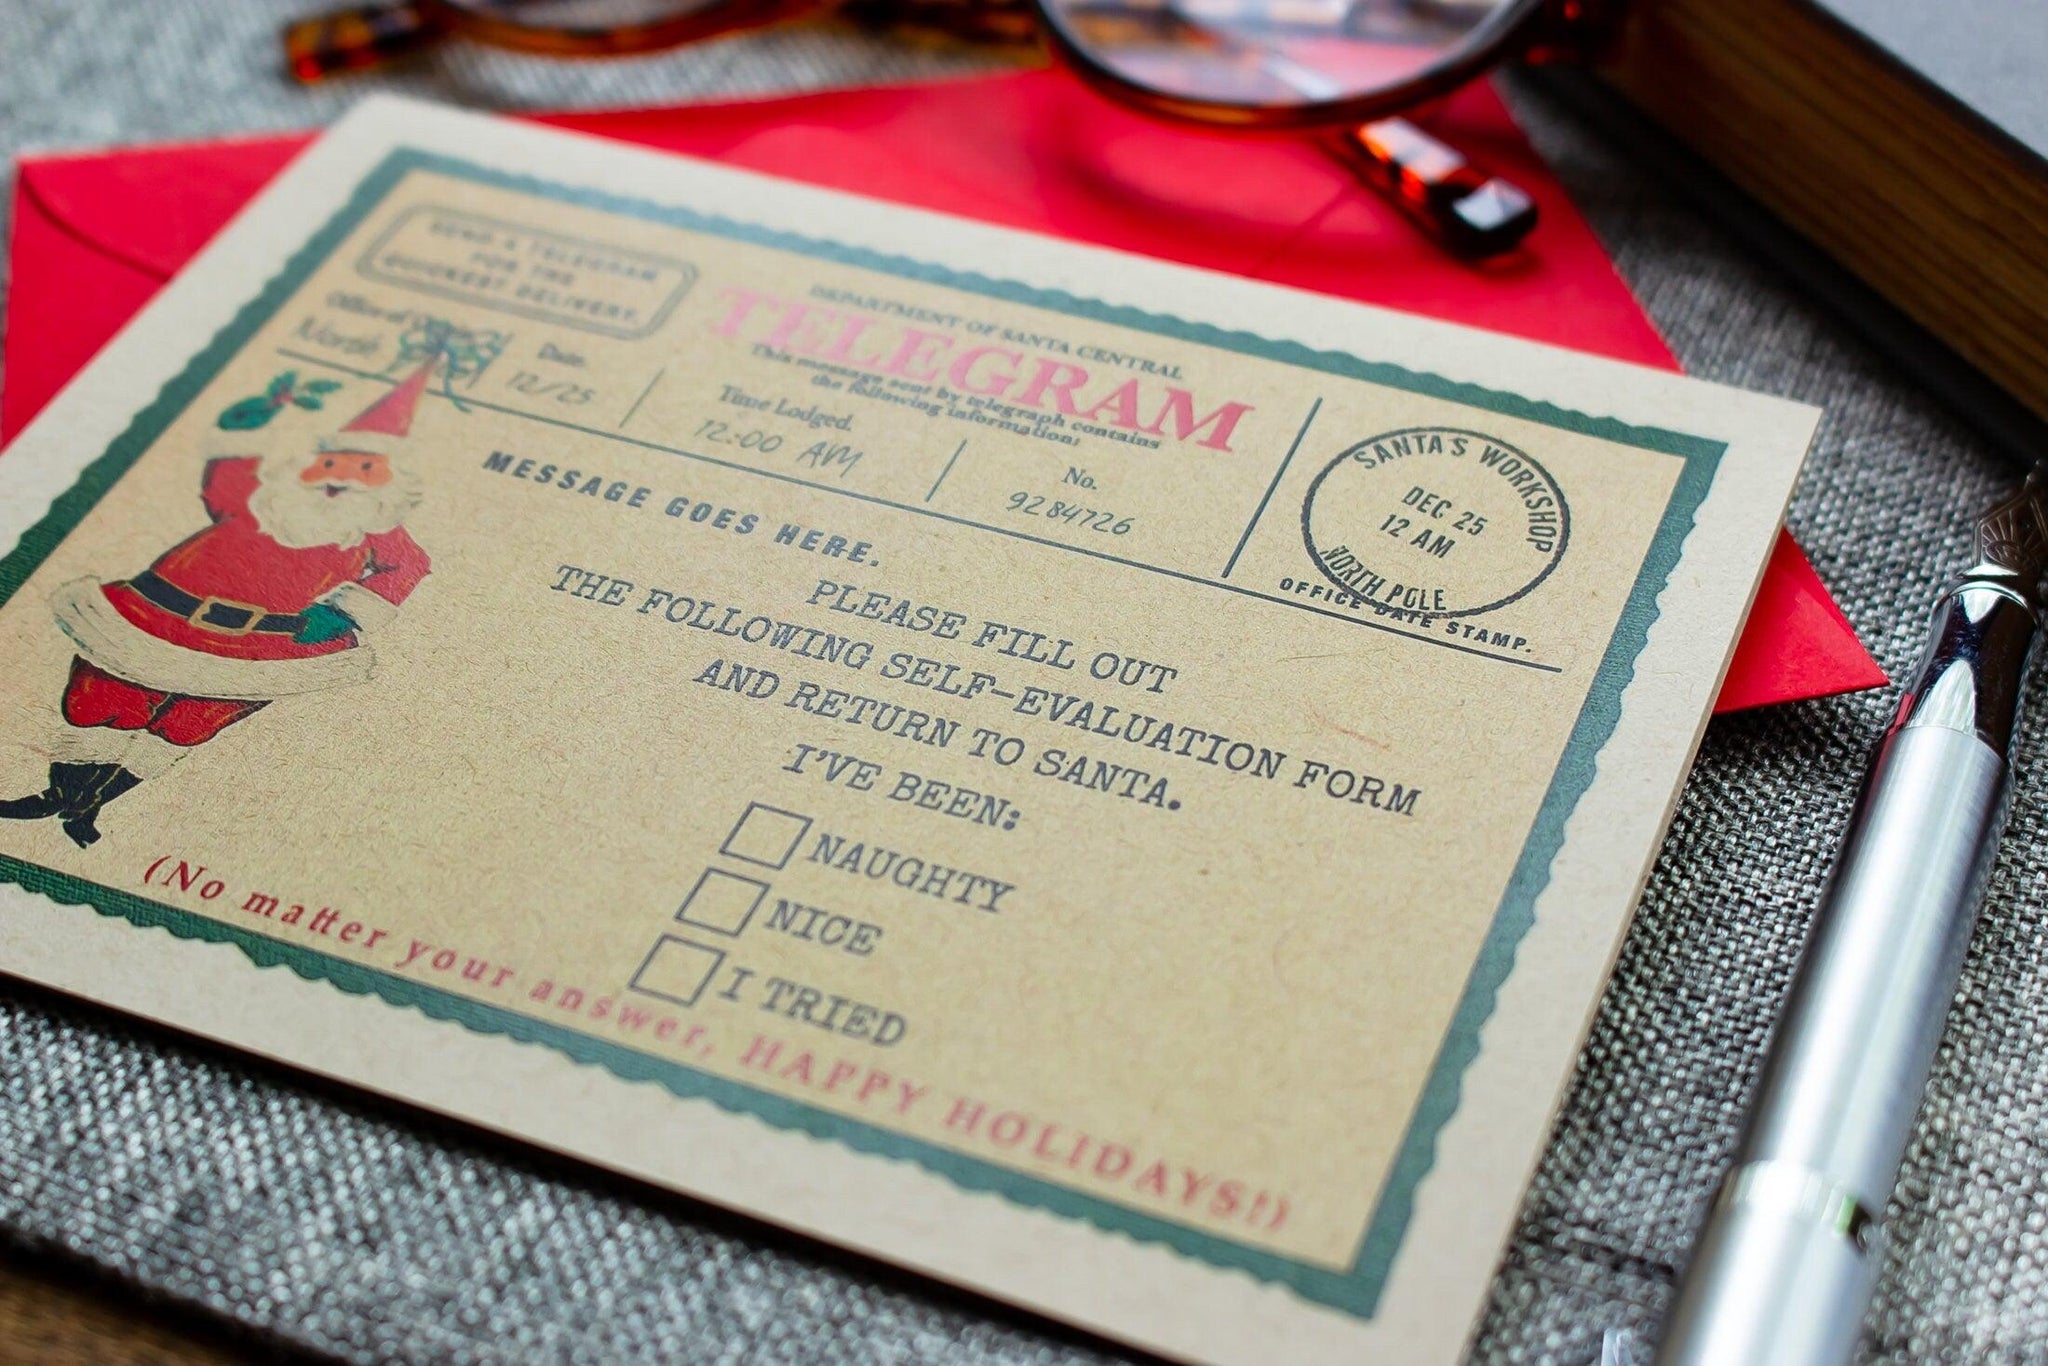 SEND A TELEGRAM
FOR THE
QUICKEST DELIVERY.
DEPARTMENT OF SANTA CENTRAL
TELEGRAM
This message sent by telegraph contains
the following information:
Office of
North
Date.
12/25
Time Lodged.
12:00 AM
No.
9284726
SANTA'S WORKSHOP
DEC 25
12 AM
NORTH POLE
OFFICE DATE STAMP.
MESSAGE GOES HERE.
PLEASE FILL OUT
THE FOLLOWING SELF-EVALUATION FORM
AND RETURN TO SANTA.
I'VE BEEN:
NAUGHTY
NICE
I TRIED
(No matter your answer, HAPPY HOLIDAYS!)